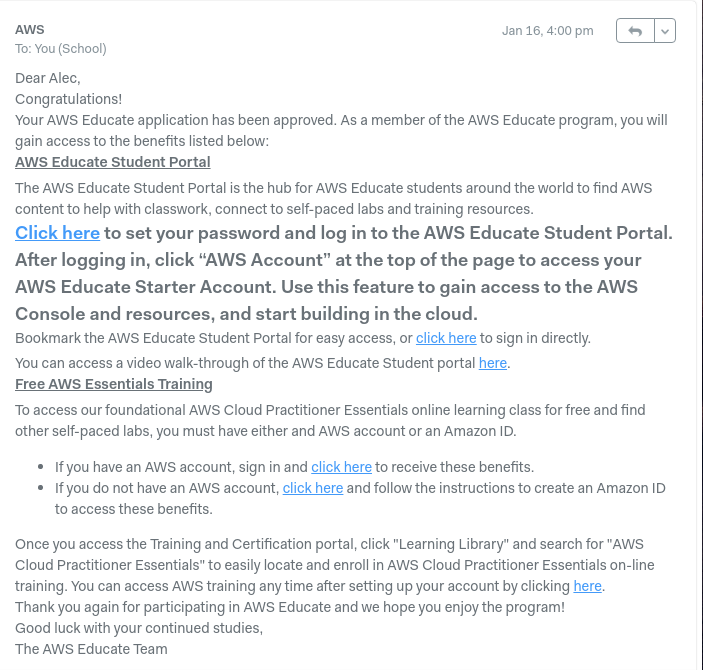 AWS
Jan 16, 4:00 pm
To: You (School)
Dear Alec,
Congratulations!
Your AWS Educate application has been approved. As a member of the AWS Educate program, you will
gain access to the benefits listed below:
AWS Educate Student Portal
The AWS Educate Student Portal is the hub for AWS Educate students around the world to find AWS
content to help with classwork, connect to self-paced labs and training resources.
Click here to set your password and log in to the AWS Educate Student Portal.
After logging in, click “AWS Account” at the top of the page to access your
AWS Educate Starter Account. Use this feature to gain access to the AWS
Console and resources, and start building in the cloud.
Bookmark the AWS Educate Student Portal for easy access, or click here to sign in directly.
You can access a video walk-through of the AWS Educate Student portal here.
Free AWS Essentials Training
To access our foundational AWS Cloud Practitioner Essentials online learning class for free and find
other self-paced labs, you must have either and AWS account or an Amazon ID.
• If you have an AWS account, sign in and click here to receive these benefits.
• If you do not have an AWS account, click here and follow the instructions to create an Amazon ID
to access these benefits.
Once you access the Training and Certification portal, click "Learning Library" and search for "AWS
Cloud Practitioner Essentials" to easily locate and enroll in AWS Cloud Practitioner Essentials on-line
training. You can access AWS training any time after setting up your account by clicking here.
Thank you again for participating in AWS Educate and we hope you enjoy the program!
Good luck with your continued studies,
The AWS Educate Team